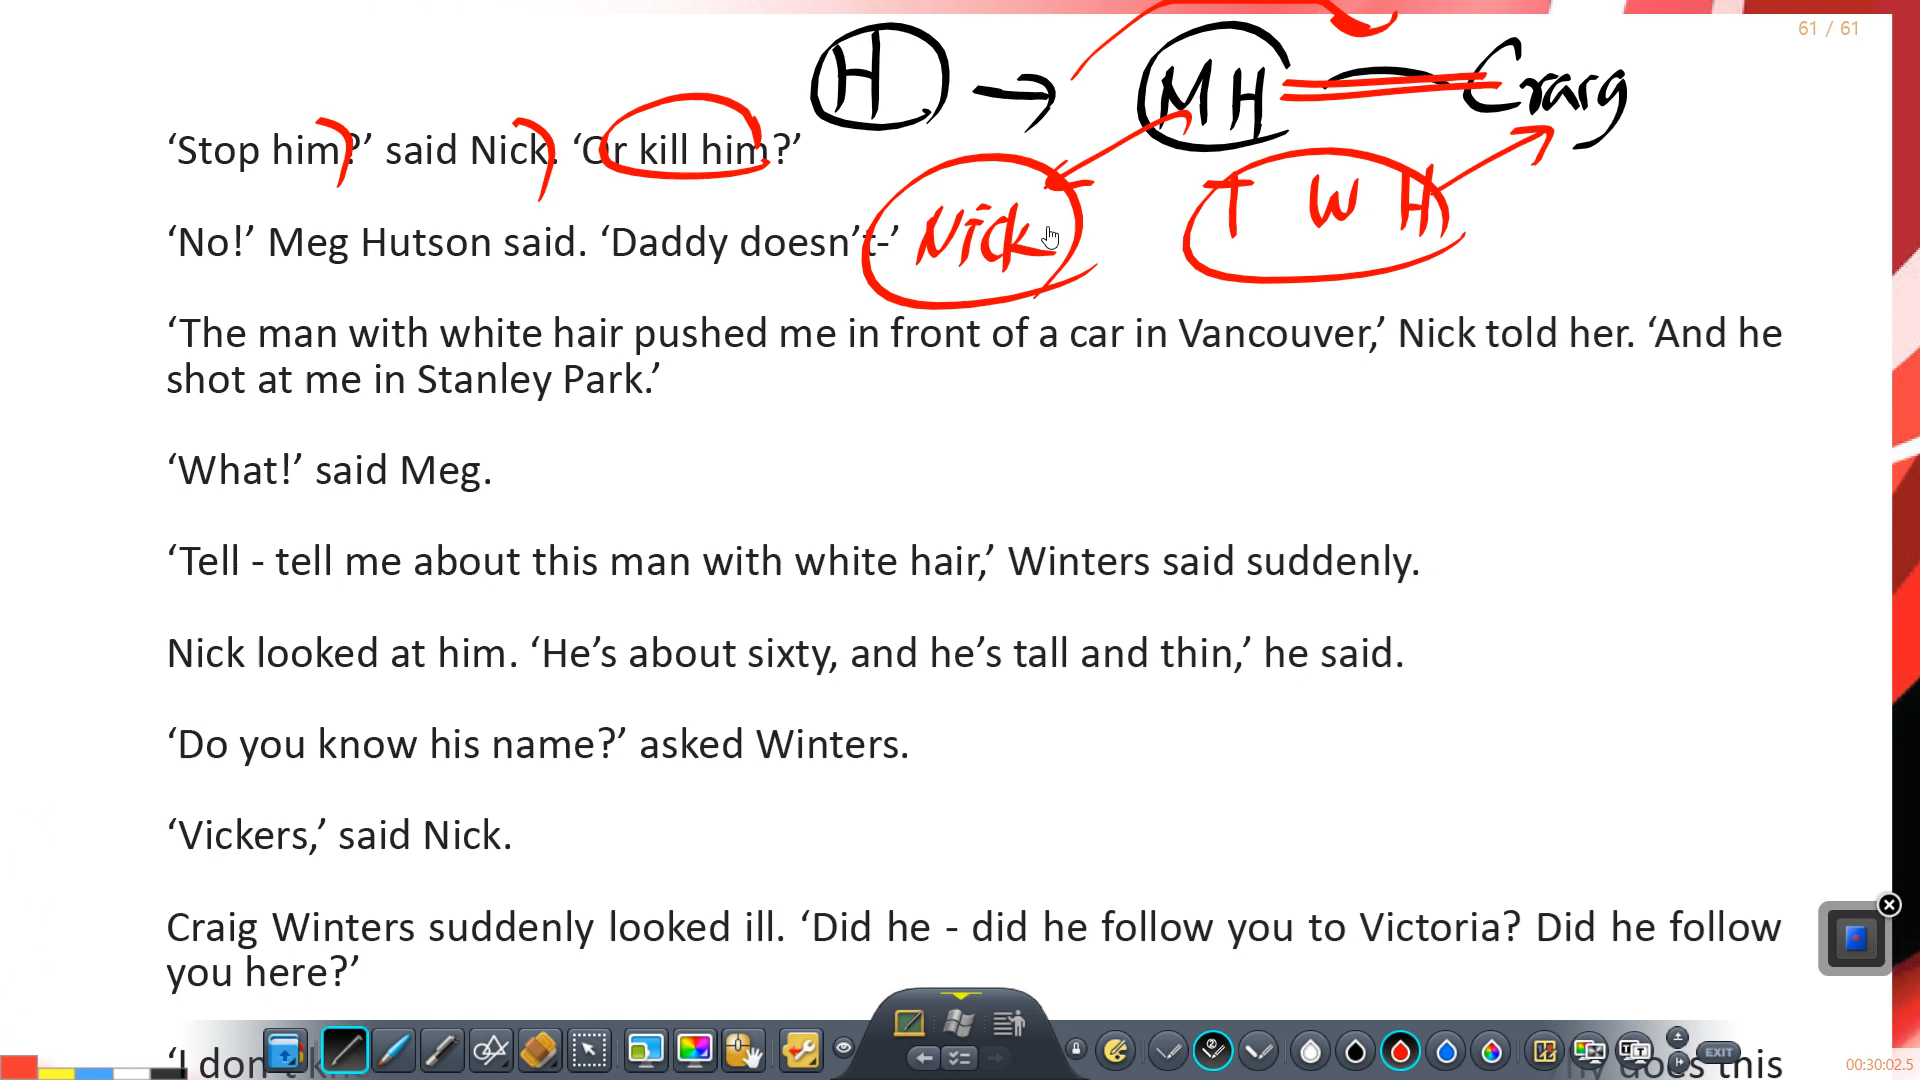 61 / 61
H → M H Craig
‘Stop him?’ said Nick. ‘Or kill him?’
Nick T W H
‘No!’ Meg Hutson said. ‘Daddy doesn’t-’
‘The man with white hair pushed me in front of a car in Vancouver,’ Nick told her. ‘And he
shot at me in Stanley Park.’
‘What!’ said Meg.
‘Tell - tell me about this man with white hair,’ Winters said suddenly.
Nick looked at him. ‘He’s about sixty, and he’s tall and thin,’ he said.
‘Do you know his name?’ asked Winters.
‘Vickers,’ said Nick.
Craig Winters suddenly looked ill. ‘Did he - did he follow you to Victoria? Did he follow
you here?’
‘I don't does this
EXIT
00:30:02.5